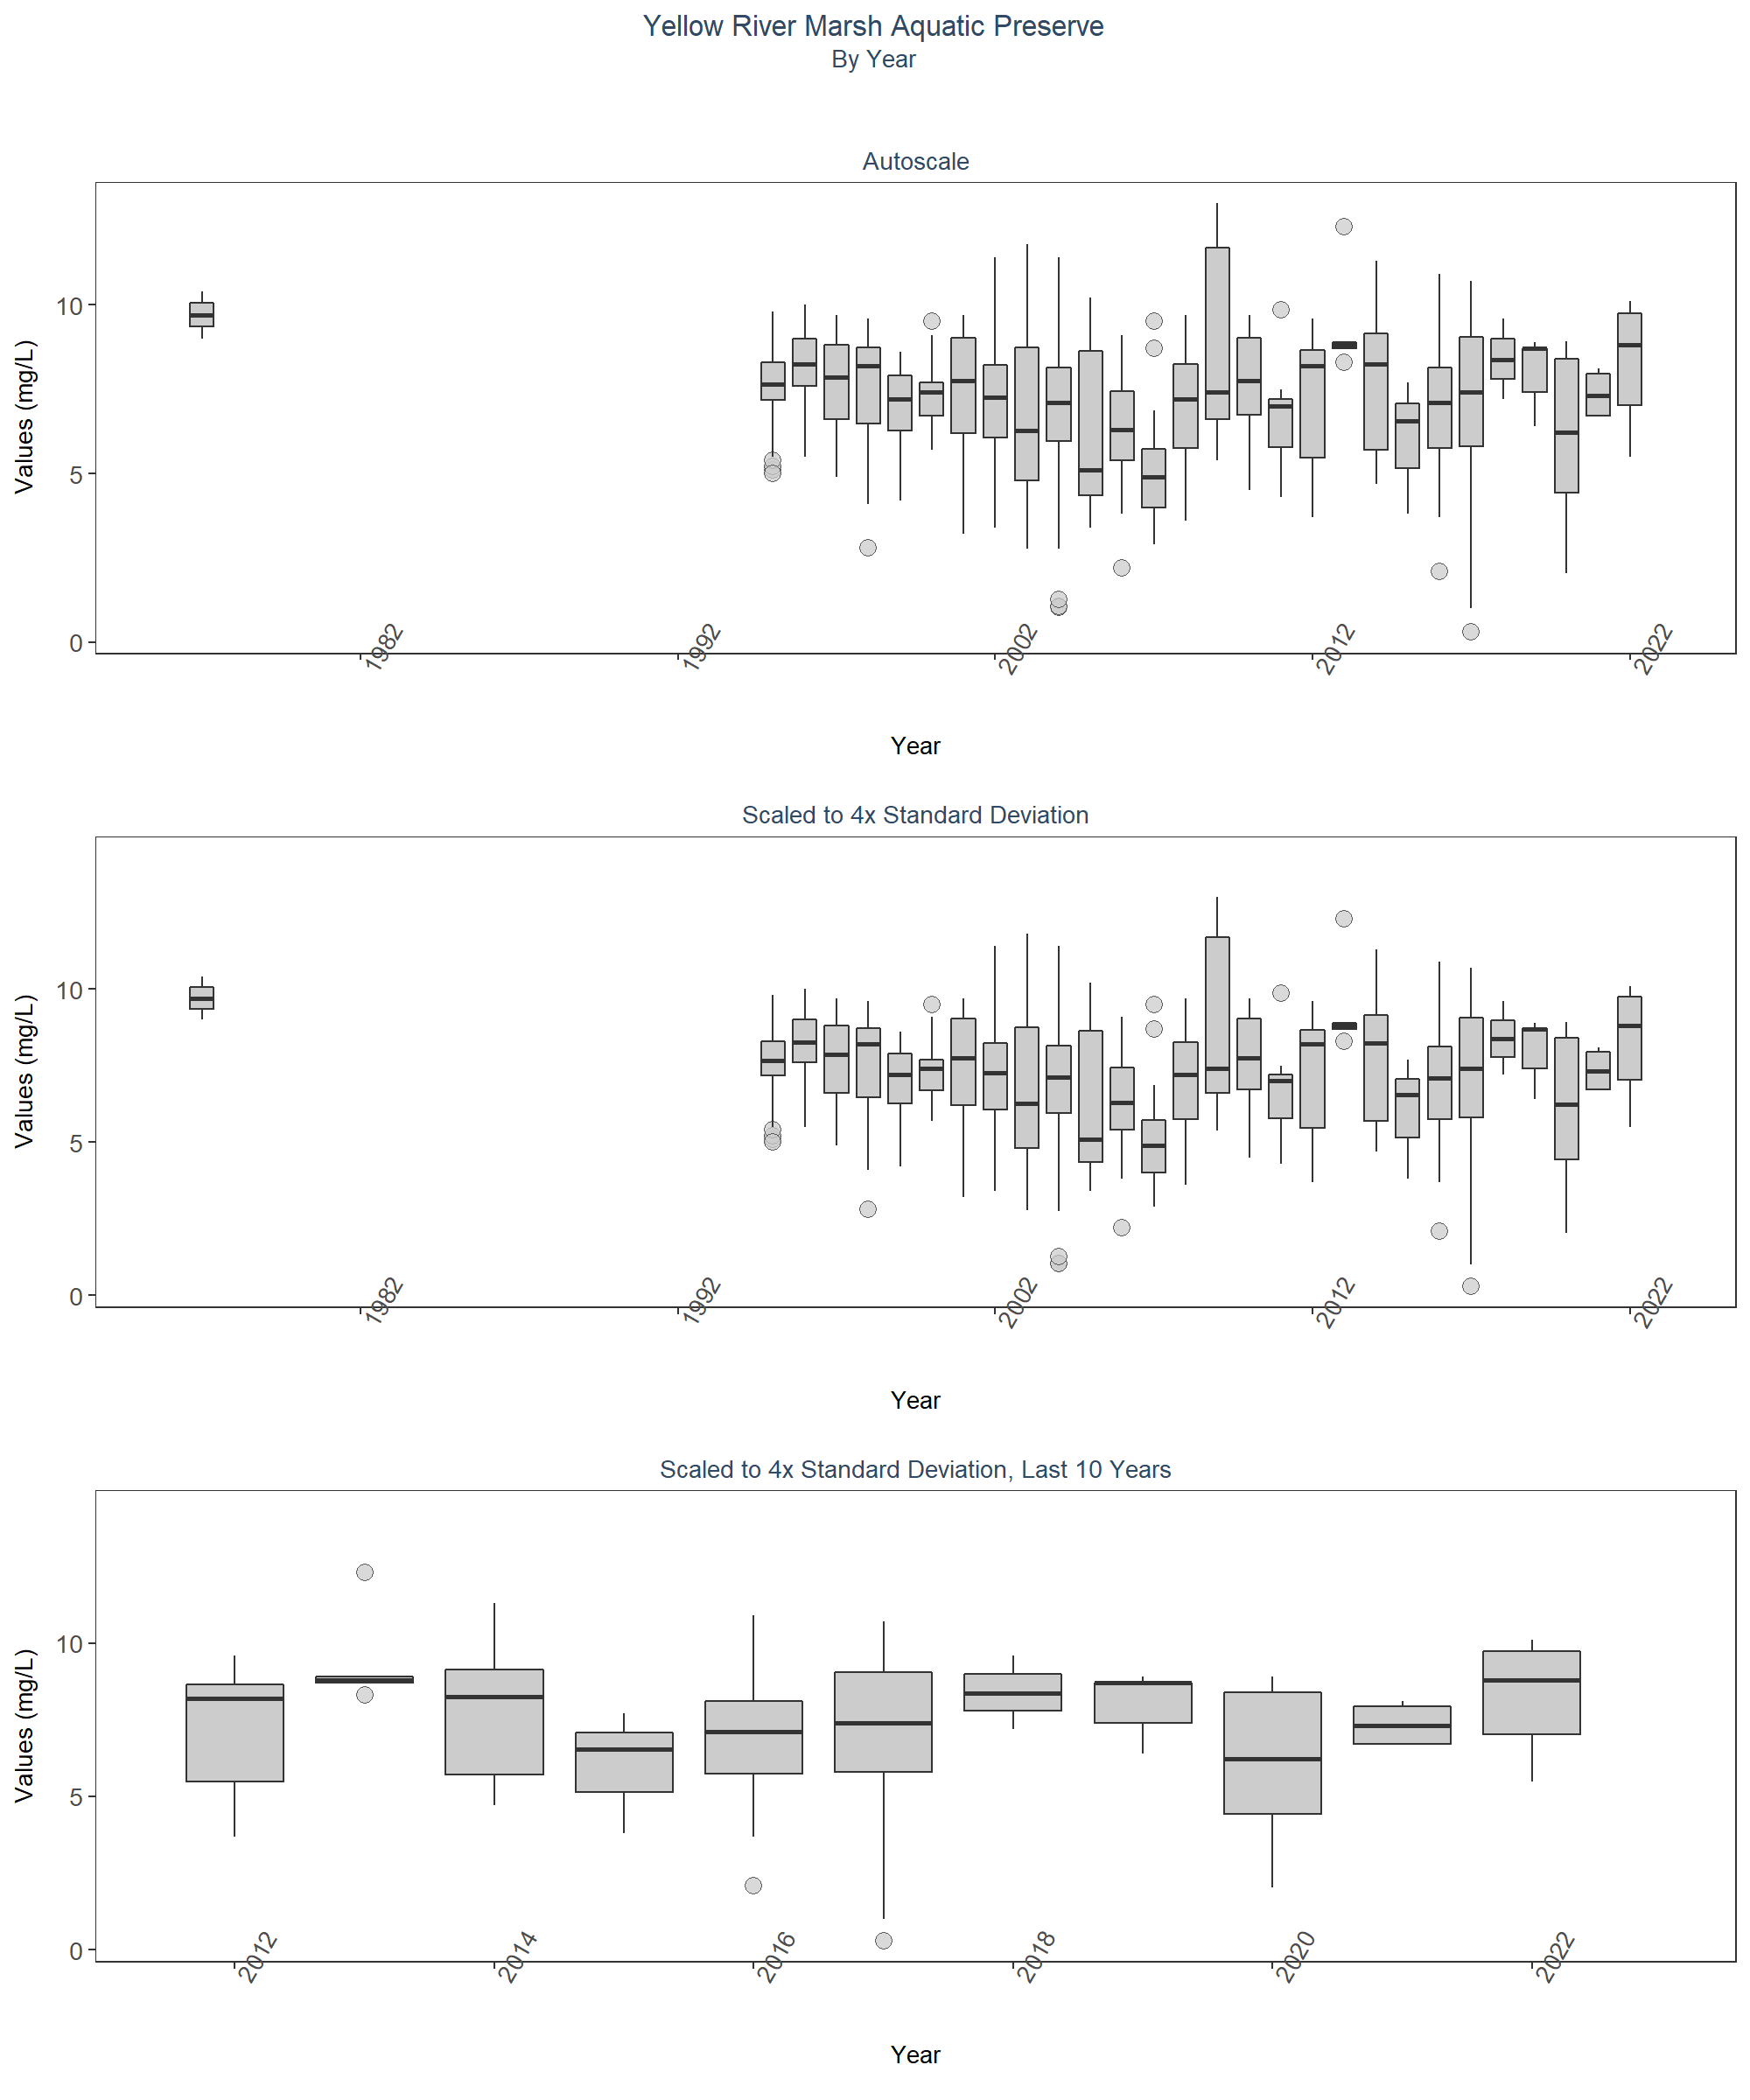 Yellow River Marsh Aquatic Preserve
By Year
Autoscale
Values (mg/L)
10
5
0
1982
1992
2002
2012
2022
Year
Scaled to 4x Standard Deviation
Values (mg/L)
10
5
0
1982
1992
2002
2012
2022
Year
Scaled to 4x Standard Deviation, Last 10 Years
Values (mg/L)
10
5
0
2012
2014
2016
2018
2020
2022
Year